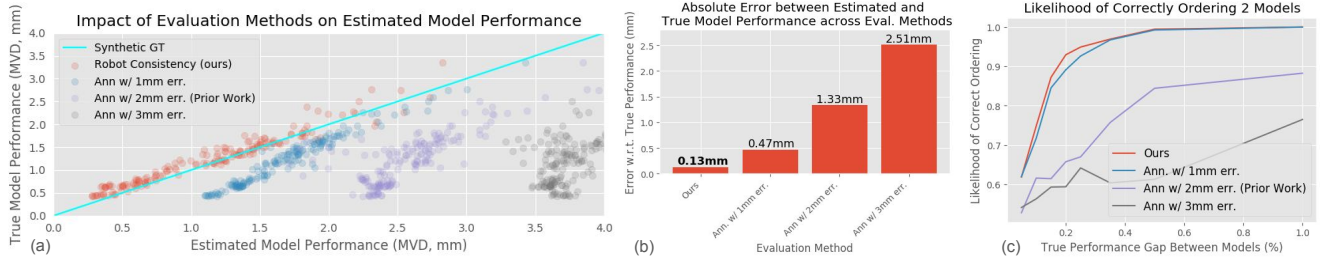 Impact of Evaluation Methods on Estimated Model Performance
True Model Performance (MVD, mm)
4.0
3.5
3.0
2.5
2.0
1.5
1.0
0.5
0.0
Synthetic GT
Robot Consistency (ours)
Ann w/ 1mm err.
Ann w/ 2mm err. (Prior Work)
Ann w/ 3mm err.
0.0 0.5 1.0 1.5 2.0 2.5 3.0 3.5 4.0
Estimated Model Performance (MVD, mm)
(a)
Absolute Error between Estimated and
True Model Performance across Eval. Methods
Error w.r.t. True Performance (mm)
2.5
2.0
1.5
1.0
0.5
0.0
0.13mm
0.47mm
1.33mm
2.51mm
Ours
Ann. w/ 1mm err.
Ann w/ 2mm err.
Ann w/ 3mm err.
Evaluation Method
(b)
Likelihood of Correctly Ordering 2 Models
Likelihood of Correct Ordering
1.0
0.9
0.8
0.7
0.6
Ours
Ann. w/ 1mm err.
Ann w/ 2mm err. (Prior Work)
Ann w/ 3mm err.
0.2 0.4 0.6 0.8 1.0
True Performance Gap Between Models (%)
(c)